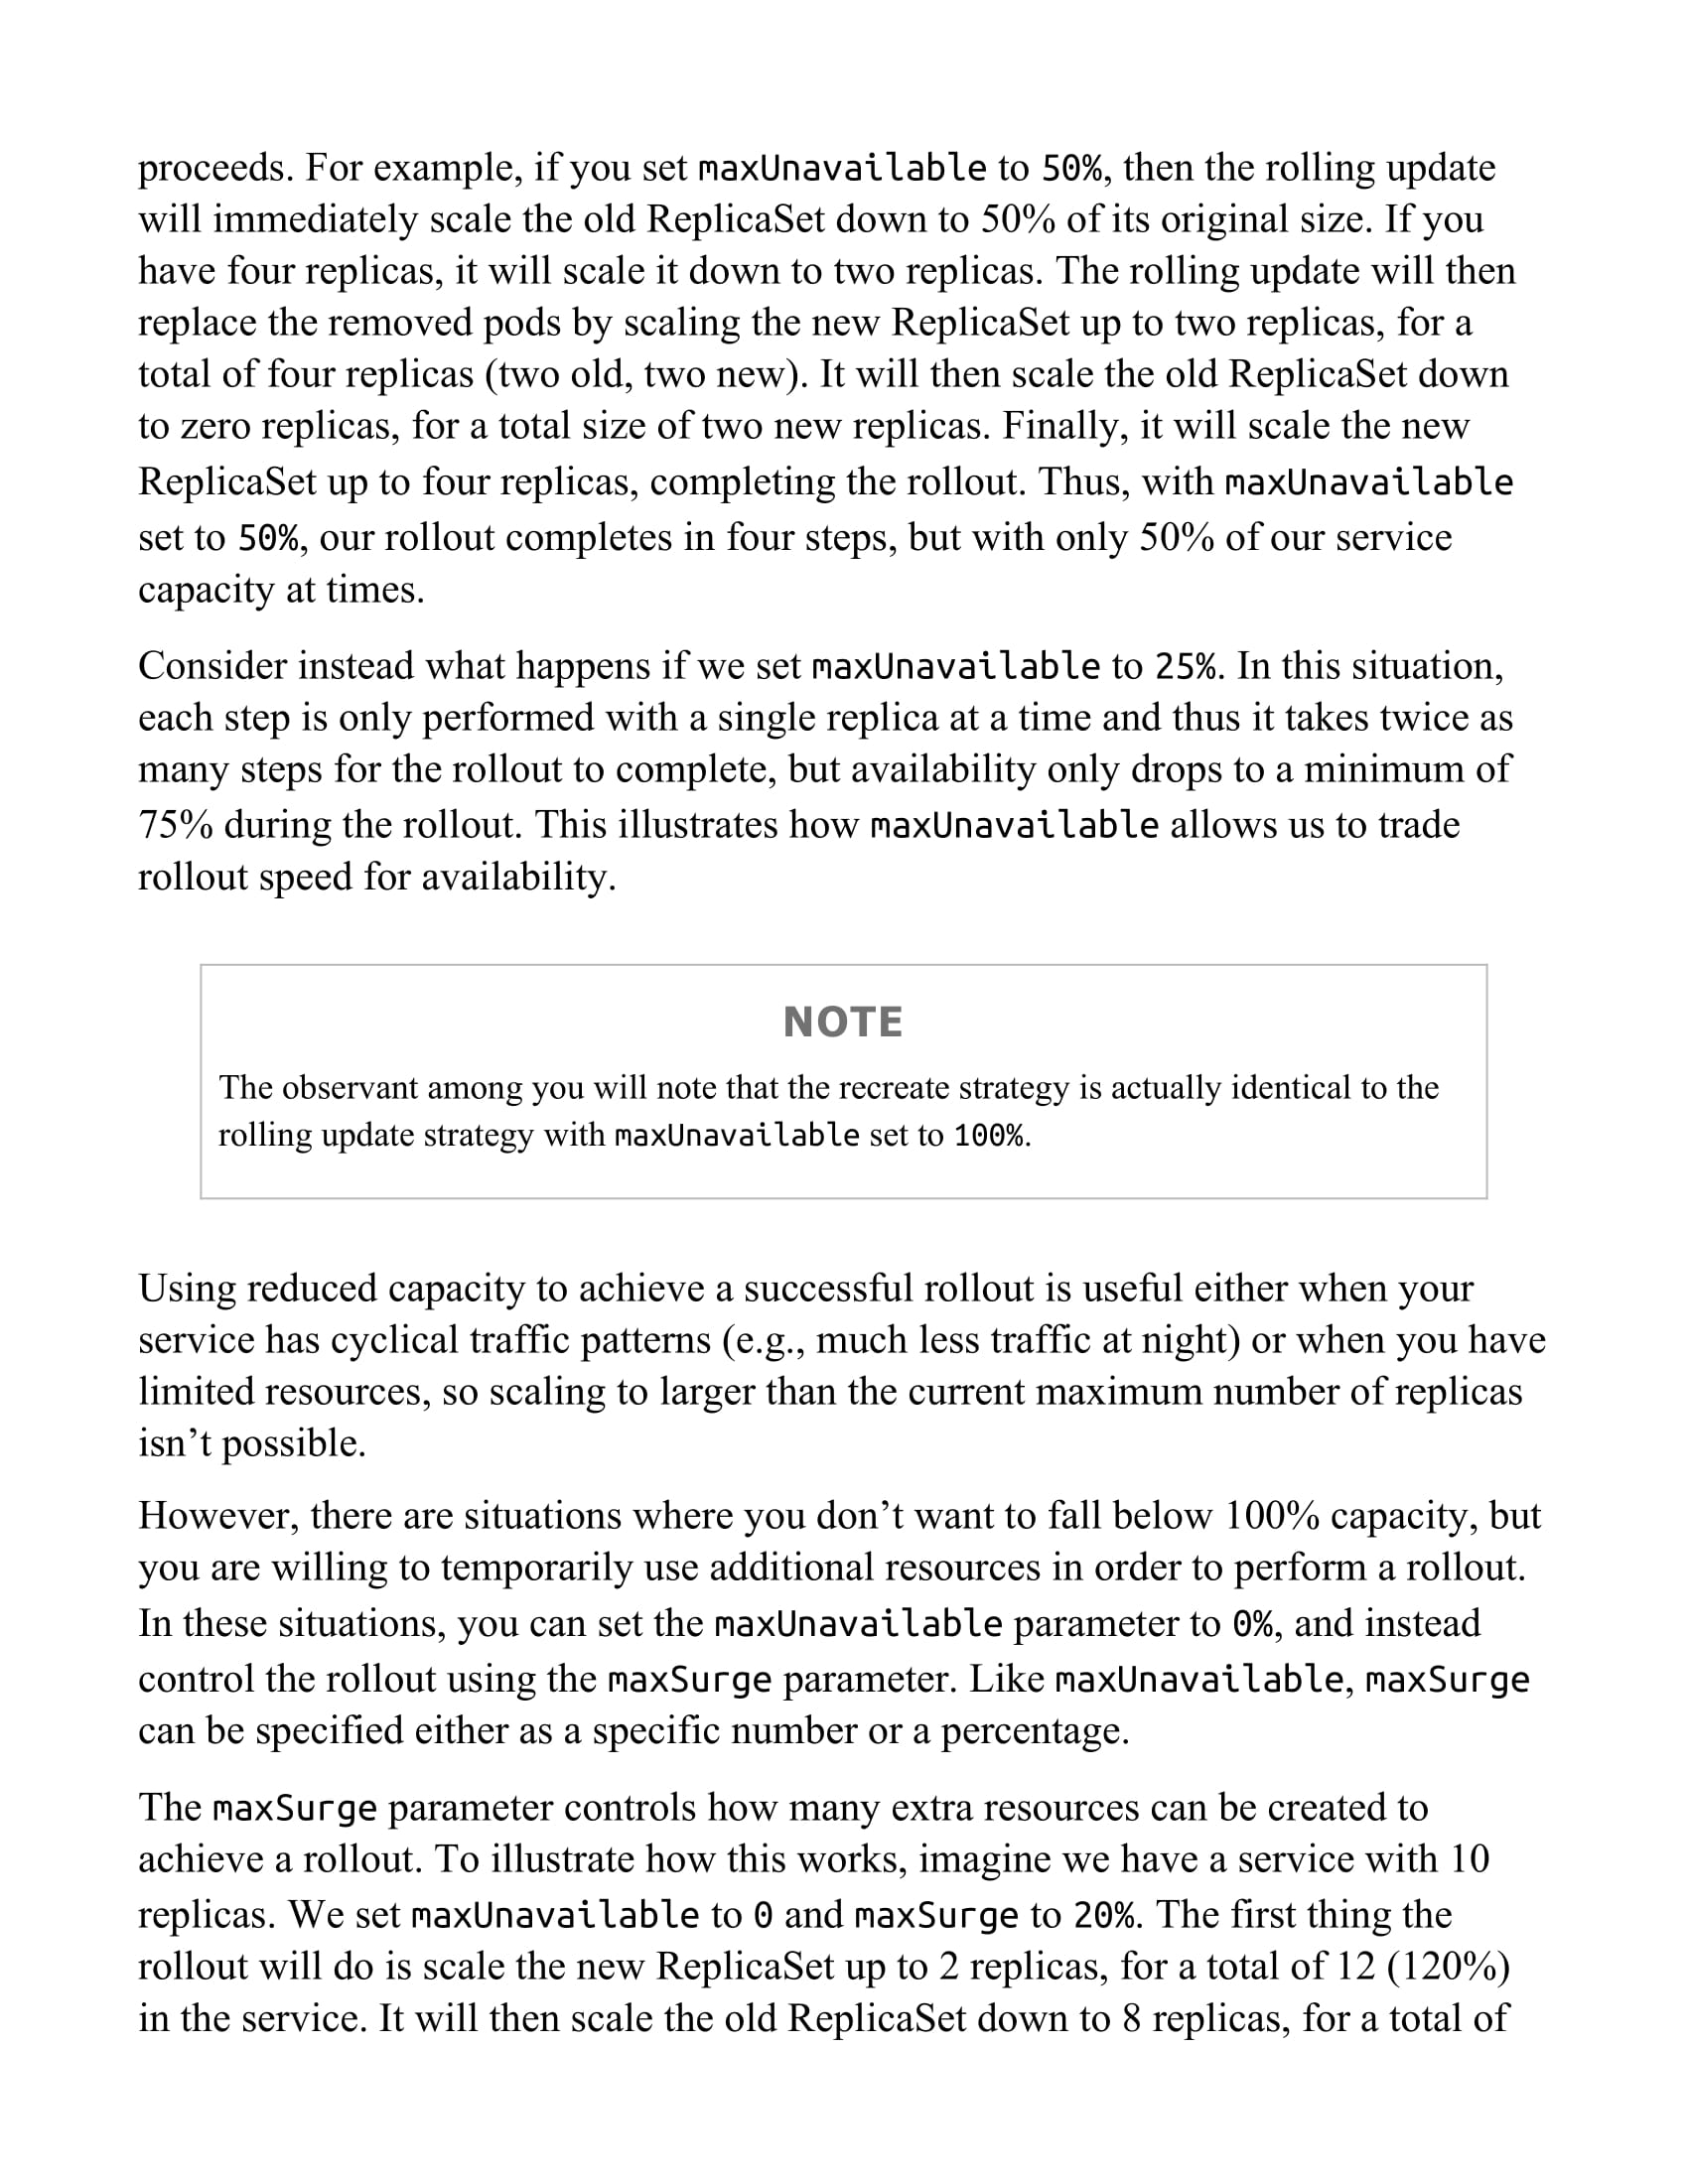 proceeds. For example, if you set maxUnavailable to 50%, then the rolling update
will immediately scale the old ReplicaSet down to 50% of its original size. If you
have four replicas, it will scale it down to two replicas. The rolling update will then
replace the removed pods by scaling the new ReplicaSet up to two replicas, for a
total of four replicas (two old, two new). It will then scale the old ReplicaSet down
to zero replicas, for a total size of two new replicas. Finally, it will scale the new
ReplicaSet up to four replicas, completing the rollout. Thus, with maxUnavailable
set to 50%, our rollout completes in four steps, but with only 50% of our service
capacity at times.
Consider instead what happens if we set maxUnavailable to 25%. In this situation,
each step is only performed with a single replica at a time and thus it takes twice as
many steps for the rollout to complete, but availability only drops to a minimum of
75% during the rollout. This illustrates how maxUnavailable allows us to trade
rollout speed for availability.
NOTE
The observant among you will note that the recreate strategy is actually identical to the
rolling update strategy with maxUnavailable set to 100%.
Using reduced capacity to achieve a successful rollout is useful either when your
service has cyclical traffic patterns (e.g., much less traffic at night) or when you have
limited resources, so scaling to larger than the current maximum number of replicas
isn’t possible.
However, there are situations where you don’t want to fall below 100% capacity, but
you are willing to temporarily use additional resources in order to perform a rollout.
In these situations, you can set the maxUnavailable parameter to 0%, and instead
control the rollout using the maxSurge parameter. Like maxUnavailable, maxSurge
can be specified either as a specific number or a percentage.
The maxSurge parameter controls how many extra resources can be created to
achieve a rollout. To illustrate how this works, imagine we have a service with 10
replicas. We set maxUnavailable to 0 and maxSurge to 20%. The first thing the
rollout will do is scale the new ReplicaSet up to 2 replicas, for a total of 12 (120%)
in the service. It will then scale the old ReplicaSet down to 8 replicas, for a total of